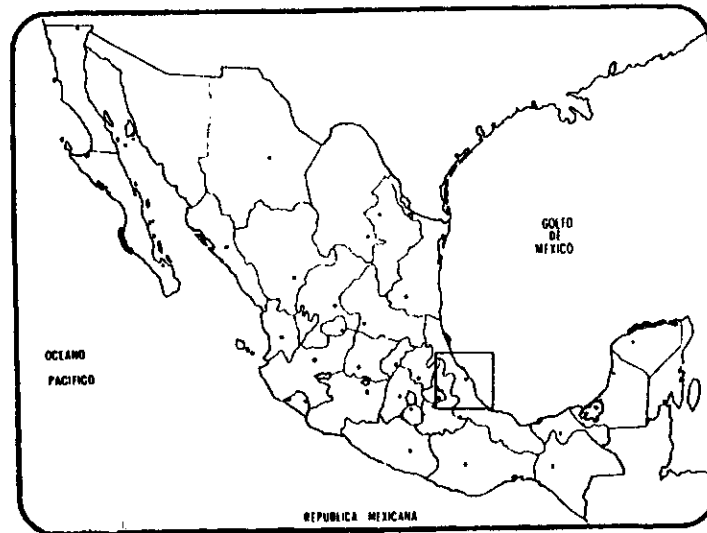 GOLFO
DE
MEXICO
OCEANO
PACIFICO
REPUBLICA MEXICANA